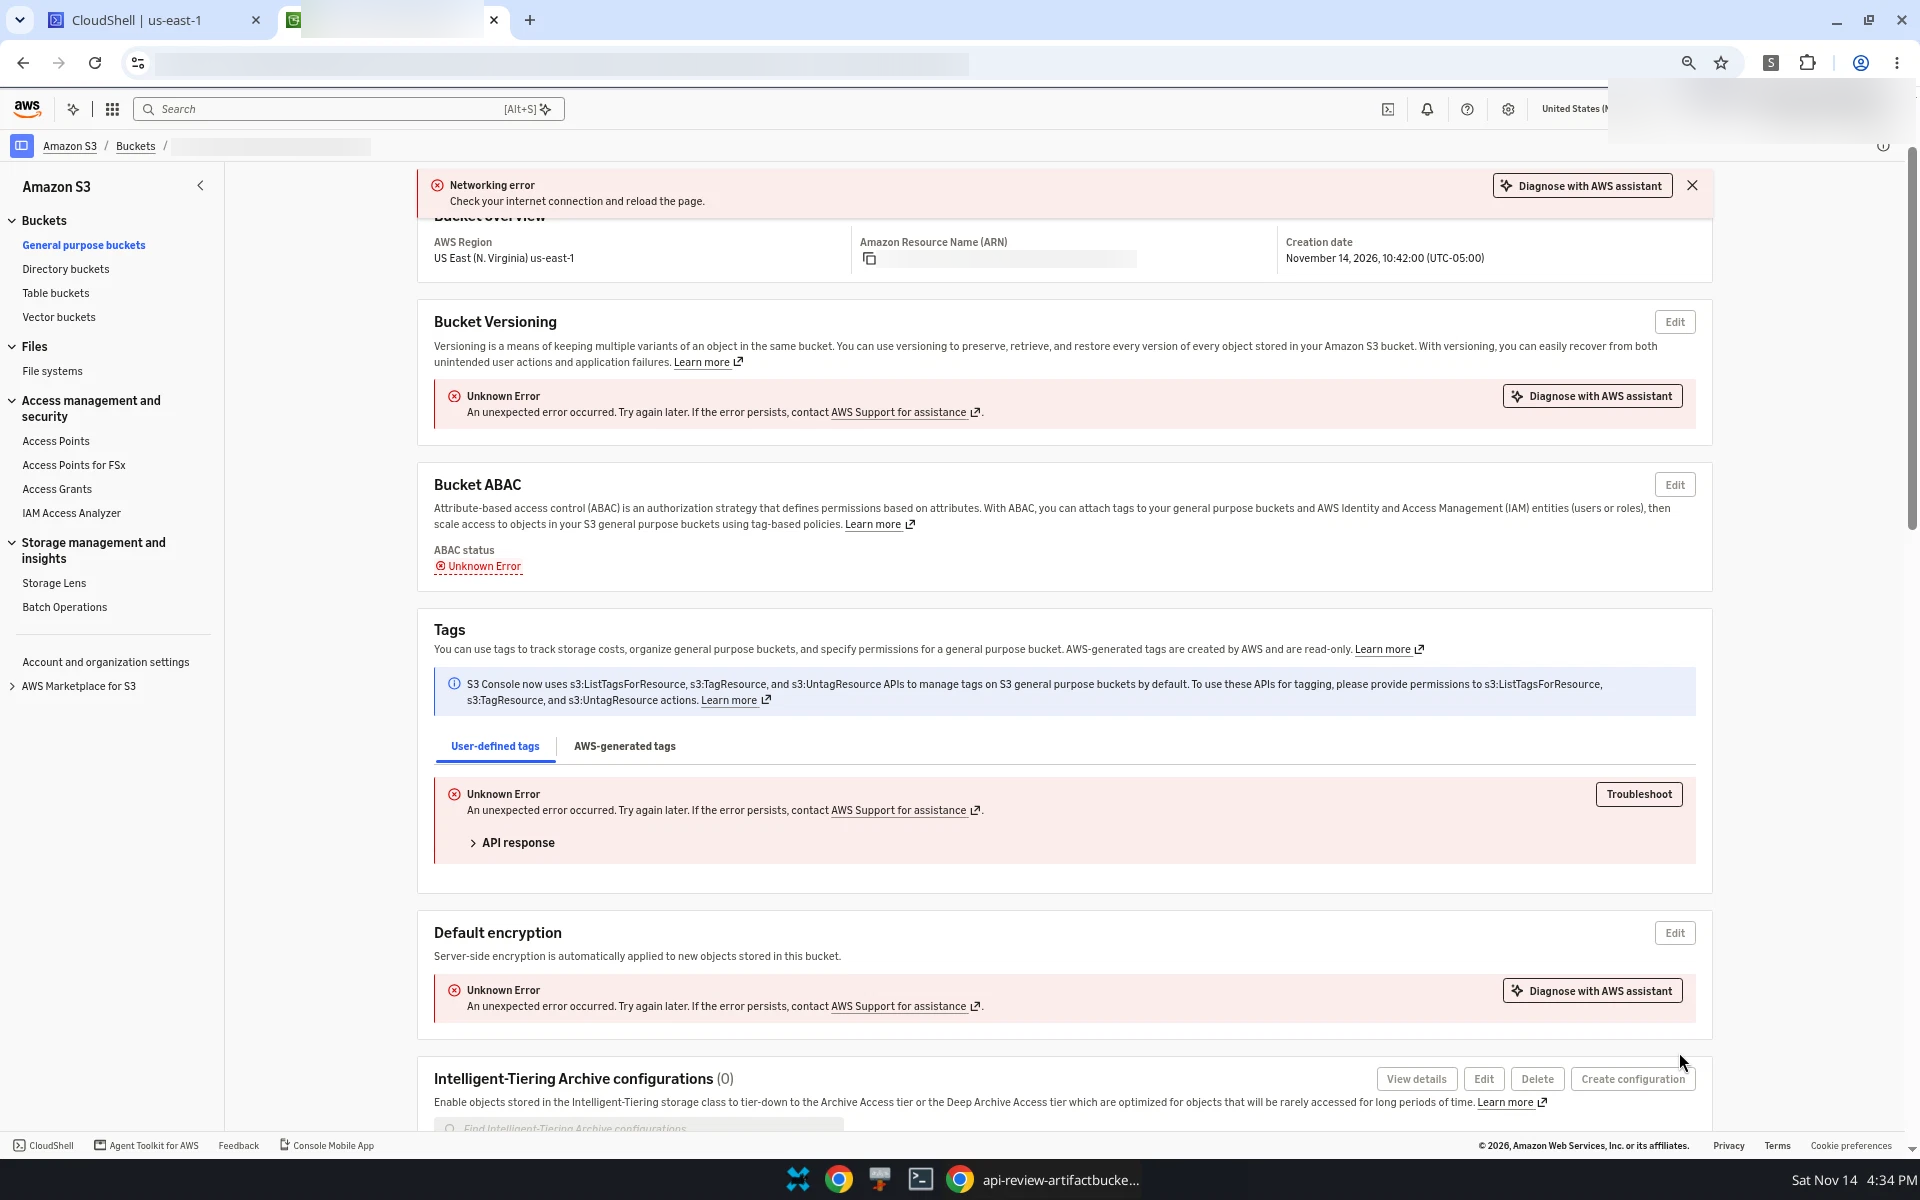 CloudShell | us-east-1
S
aws
Search
[Alt+S]
United States (N
Amazon S3 / Buckets /
Amazon S3
Buckets
General purpose buckets
Directory buckets
Table buckets
Vector buckets
Files
File systems
Access management and
security
Access Points
Access Points for FSx
Access Grants
IAM Access Analyzer
Storage management and
insights
Storage Lens
Batch Operations
Account and organization settings
AWS Marketplace for S3
Networking error
Check your internet connection and reload the page.
Diagnose with AWS assistant
Bucket overview
AWS Region
US East (N. Virginia) us-east-1
Amazon Resource Name (ARN)
Creation date
November 14, 2026, 10:42:00 (UTC-05:00)
Bucket Versioning
Edit
Versioning is a means of keeping multiple variants of an object in the same bucket. You can use versioning to preserve, retrieve, and restore every version of every object stored in your Amazon S3 bucket. With versioning, you can easily recover from both
unintended user actions and application failures. Learn more
Unknown Error
An unexpected error occurred. Try again later. If the error persists, contact AWS Support for assistance.
Diagnose with AWS assistant
Bucket ABAC
Edit
Attribute-based access control (ABAC) is an authorization strategy that defines permissions based on attributes. With ABAC, you can attach tags to your general purpose buckets and AWS Identity and Access Management (IAM) entities (users or roles), then
scale access to objects in your S3 general purpose buckets using tag-based policies. Learn more
ABAC status
Unknown Error
Tags
You can use tags to track storage costs, organize general purpose buckets, and specify permissions for a general purpose bucket. AWS-generated tags are created by AWS and are read-only. Learn more
S3 Console now uses s3:ListTagsForResource, s3:TagResource, and s3:UntagResource APIs to manage tags on S3 general purpose buckets by default. To use these APIs for tagging, please provide permissions to s3:ListTagsForResource,
s3:TagResource, and s3:UntagResource actions. Learn more
User-defined tags
AWS-generated tags
Unknown Error
An unexpected error occurred. Try again later. If the error persists, contact AWS Support for assistance.
Troubleshoot
API response
Default encryption
Edit
Server-side encryption is automatically applied to new objects stored in this bucket.
Unknown Error
An unexpected error occurred. Try again later. If the error persists, contact AWS Support for assistance.
Diagnose with AWS assistant
Intelligent-Tiering Archive configurations (0)
View details
Edit
Delete
Create configuration
Enable objects stored in the Intelligent-Tiering storage class to tier-down to the Archive Access tier or the Deep Archive Access tier which are optimized for objects that will be rarely accessed for long periods of time. Learn more
Find Intelligent-Tiering Archive configurations
CloudShell
Agent Toolkit for AWS
Feedback
Console Mobile App
© 2026, Amazon Web Services, Inc. or its affiliates.
Privacy
Terms
Cookie preferences
api-review-artifactbucke...
Sat Nov 14 4:34 PM